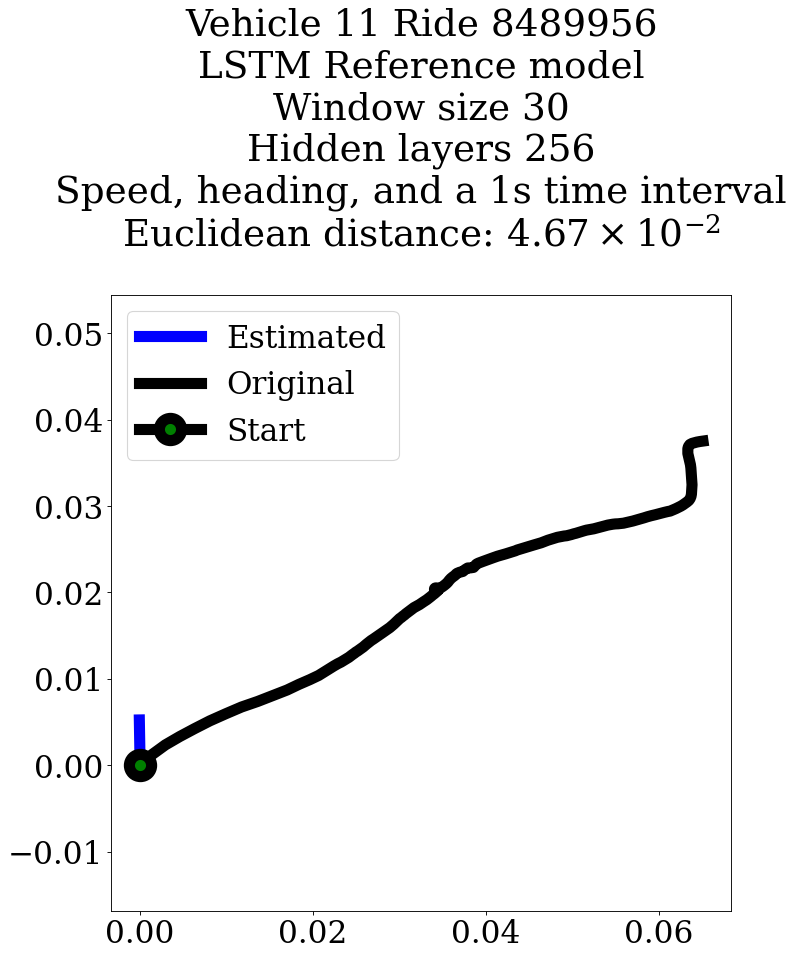 Vehicle 11 Ride 8489956
LSTM Reference model
Window size 30
Hidden layers 256
Speed, heading, and a 1s time interval
Euclidean distance: 4.67 × 10⁻²
Estimated
Original
Start
0.05
0.04
0.03
0.02
0.01
0.00
−0.01
0.00 0.02 0.04 0.06